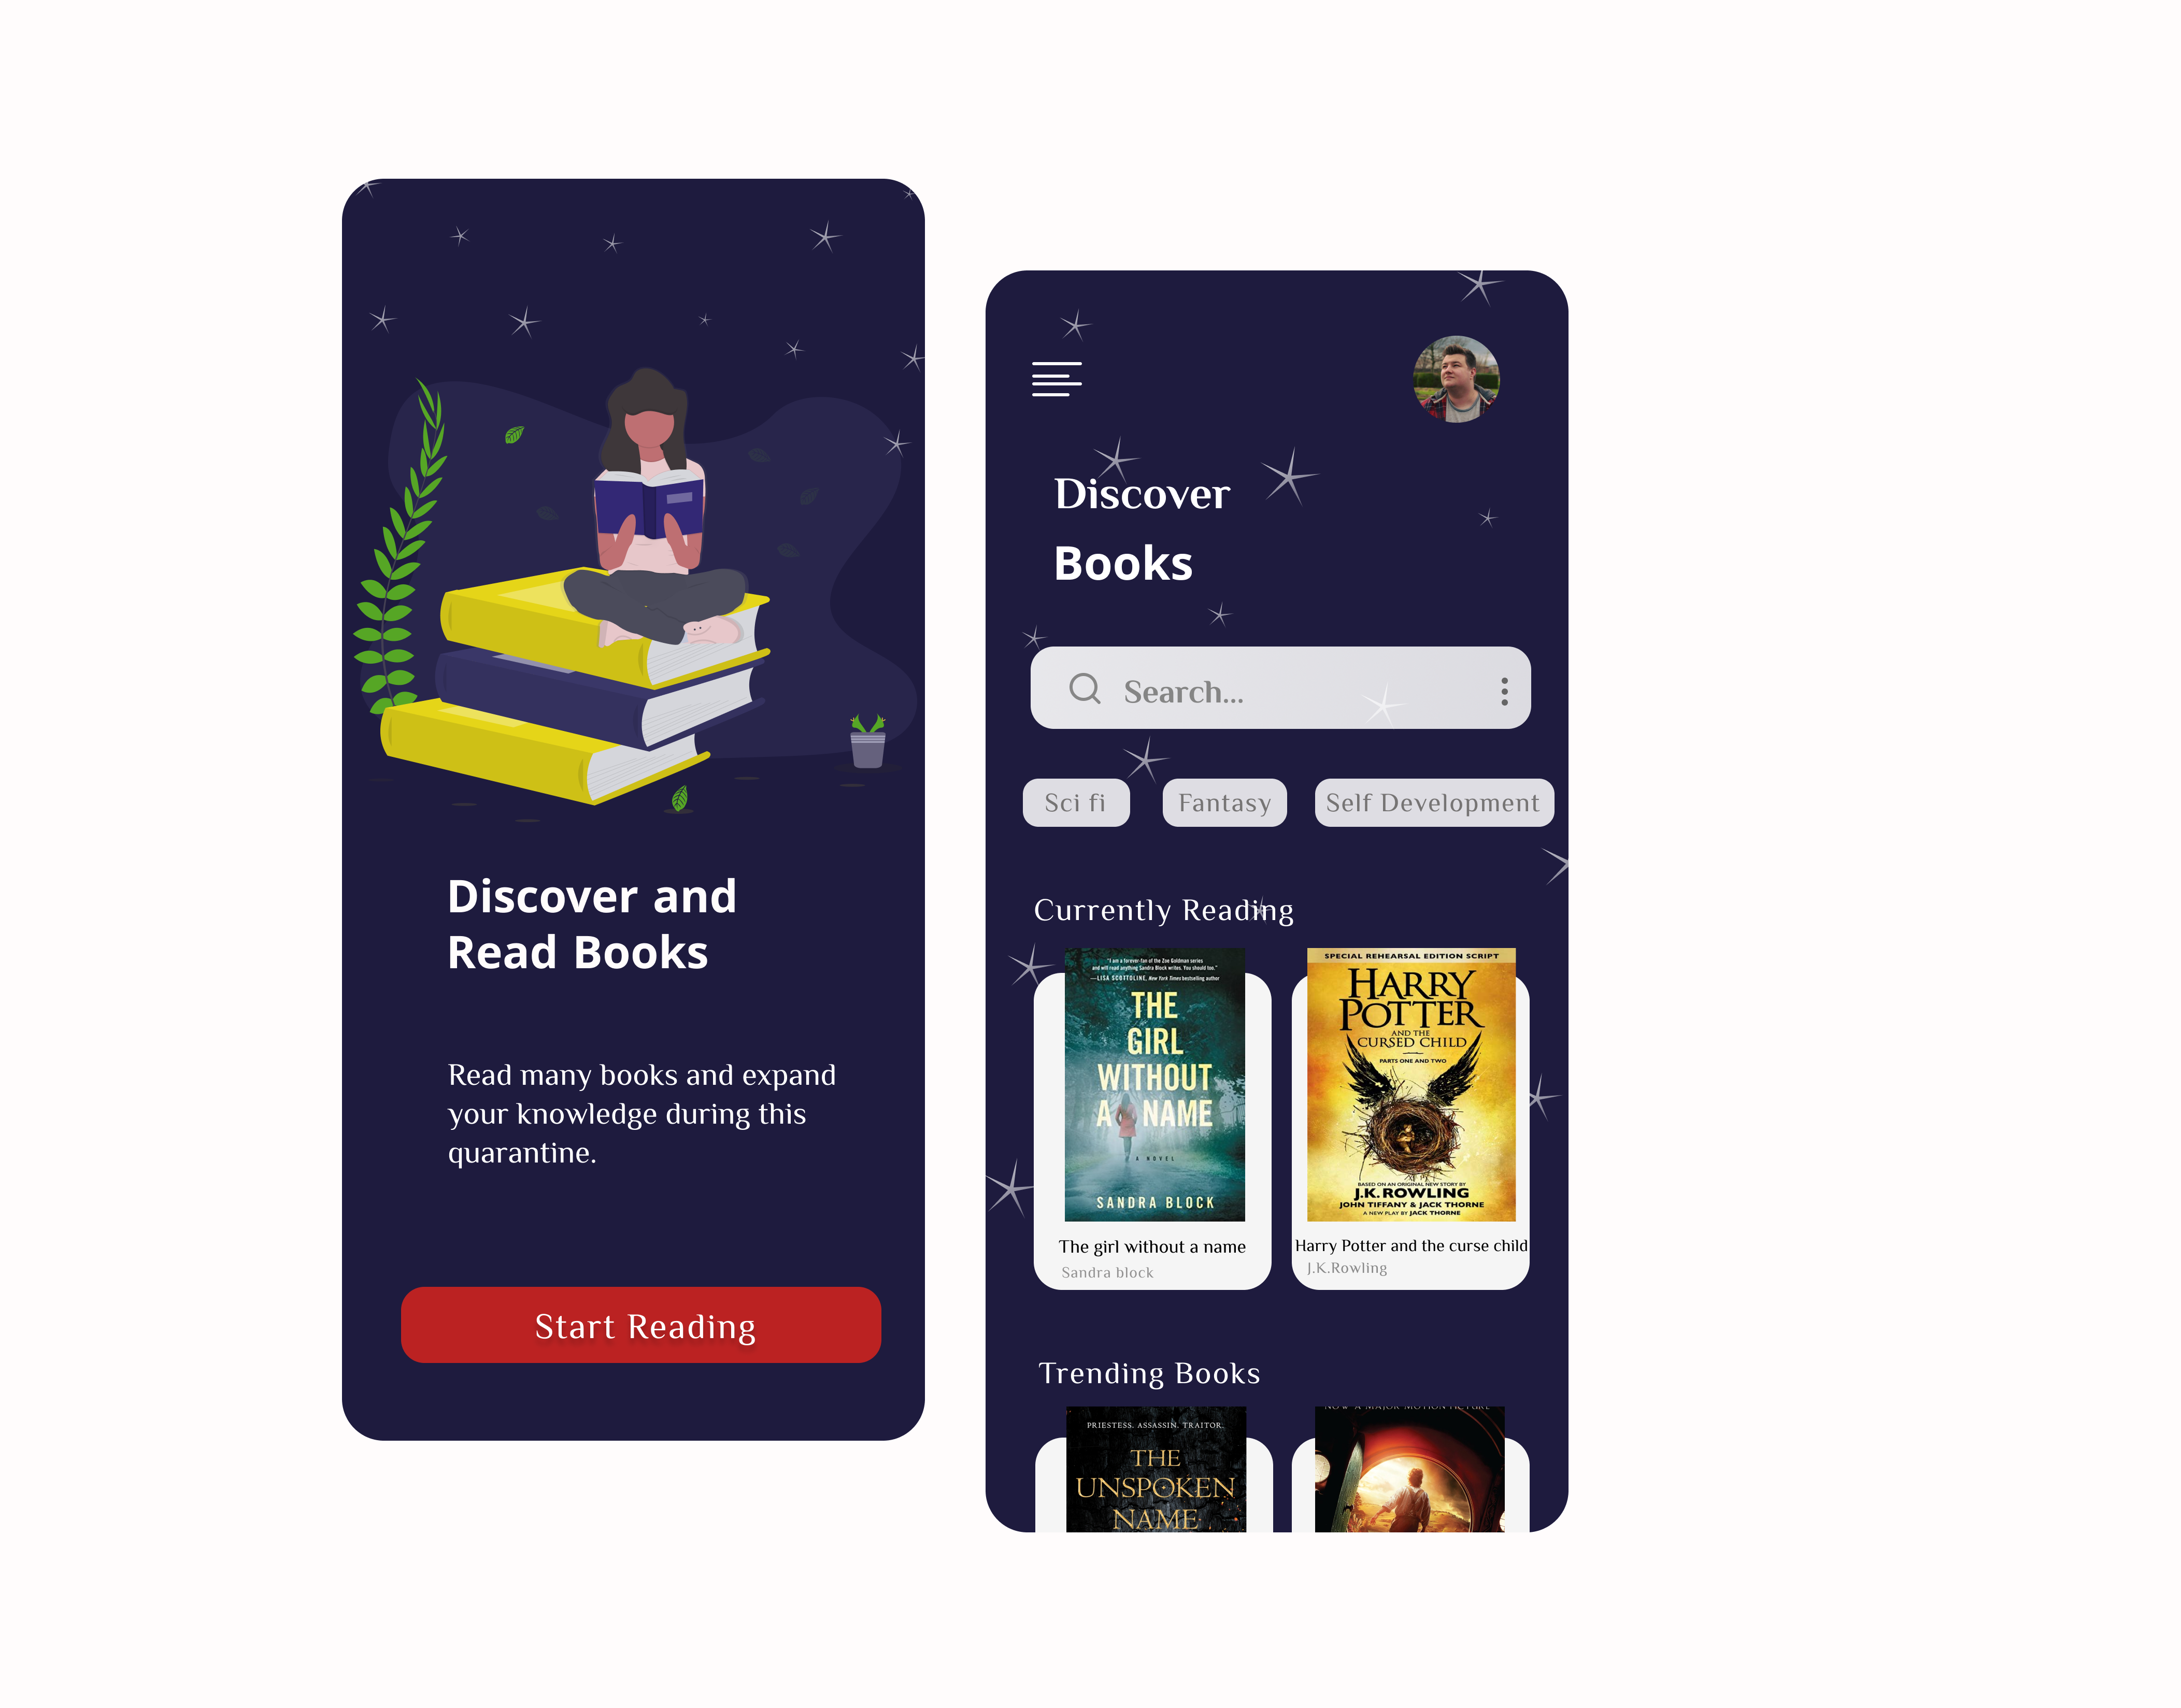 Discover and
Read Books
Read many books and expand
your knowledge during this
quarantine.
Start Reading
Discover
Books
Search...
Sci fi
Fantasy
Self Development
Currently Reading
"I am a forever-fan of the Zoe Goldman series
and will read anything Sandra Block writes. You should too."
—LISA SCOTTOLINE, New York Times bestselling author
THE
GIRL
WITHOUT
A NAME
A NOVEL
SANDRA BLOCK
The girl without a name
Sandra block
SPECIAL REHEARSAL EDITION SCRIPT
HARRY
POTTER
AND THE
CURSED CHILD
PARTS ONE AND TWO
BASED ON AN ORIGINAL NEW STORY BY
J.K. ROWLING
JOHN TIFFANY & JACK THORNE
A NEW PLAY BY JACK THORNE
Harry Potter and the curse child
J.K.Rowling
Trending Books
PRIESTESS. ASSASSIN. TRAITOR.
THE
UNSPOKEN
NAME
NOW A MAJOR MOTION PICTURE